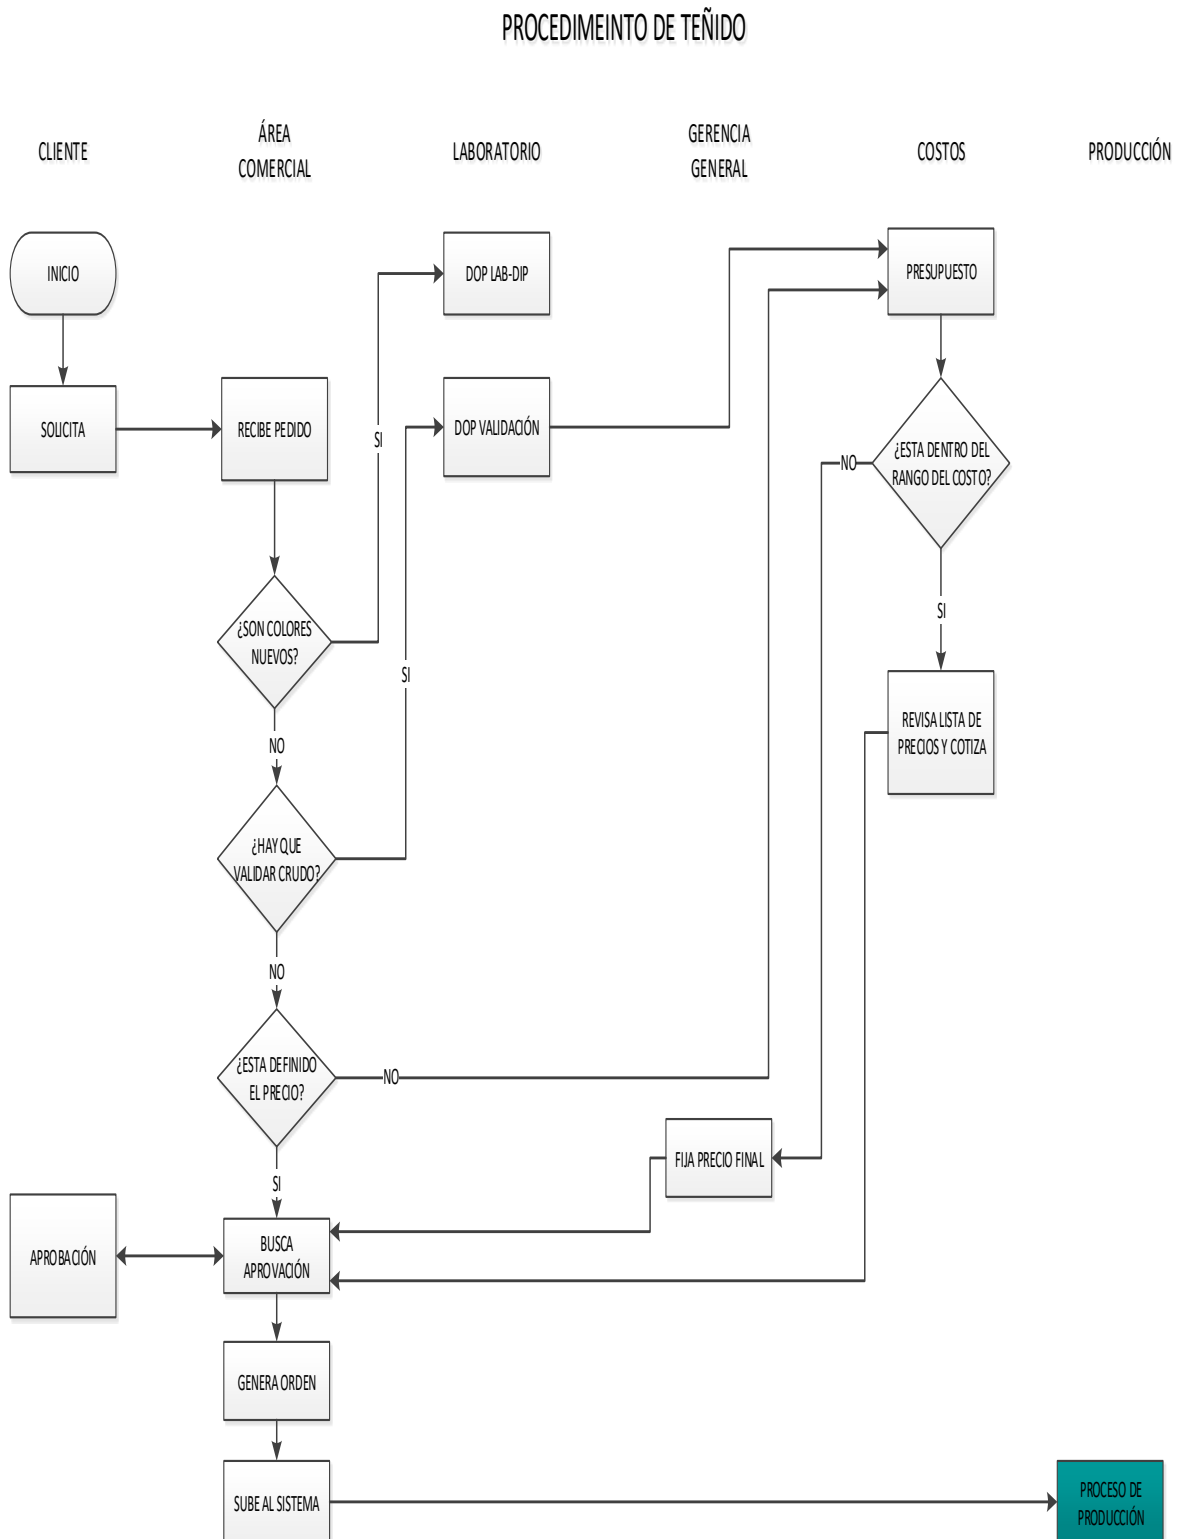 PROCEDIMEINTO DE TEÑIDO
CLIENTE
ÁREA
COMERCIAL
LABORATORIO
GERENCIA
GENERAL
COSTOS
PRODUCCIÓN
INICIO
DOP LAB-DIP
PRESUPUESTO
SOLICITA
RECIBE PEDIDO
SI
DOP VALIDACIÓN
NO
¿ESTA DENTRO DEL
RANGO DEL COSTO?
SI
¿SON COLORES
NUEVOS?
SI
NO
REVISA LISTA DE
PRECIOS Y COTIZA
¿HAY QUE
VALIDAR CRUDO?
NO
¿ESTA DEFINIDO
EL PRECIO?
NO
SI
FIJA PRECIO FINAL
APROBACIÓN
BUSCA
APROVACIÓN
GENERA ORDEN
SUBE AL SISTEMA
PROCESO DE
PRODUCCIÓN